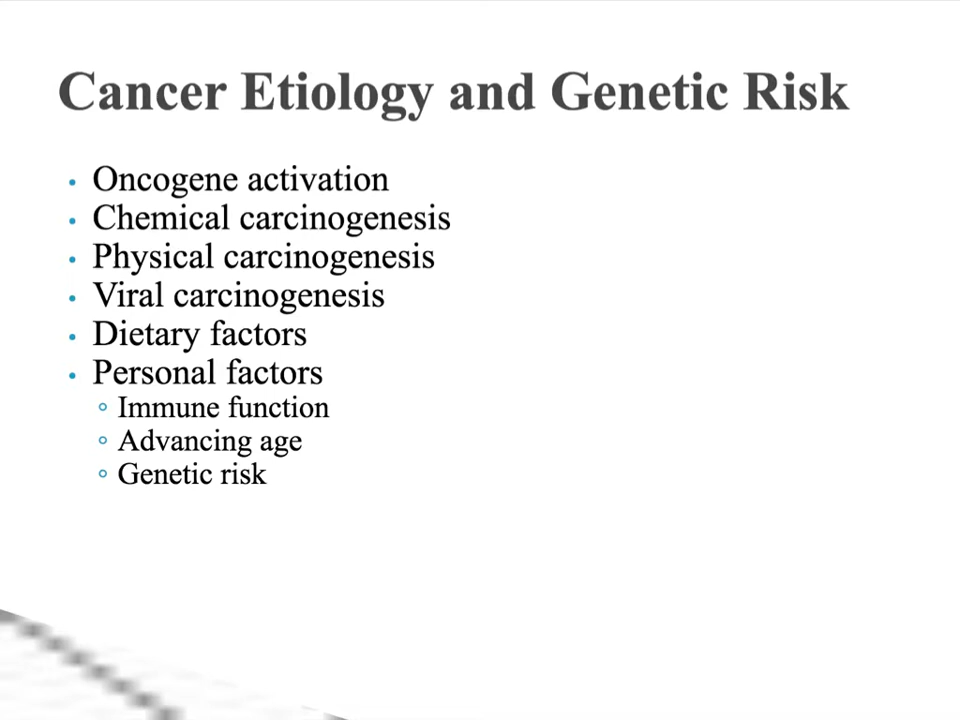 Cancer Etiology and Genetic Risk
• Oncogene activation
• Chemical carcinogenesis
• Physical carcinogenesis
• Viral carcinogenesis
• Dietary factors
• Personal factors
◦ Immune function
◦ Advancing age
◦ Genetic risk